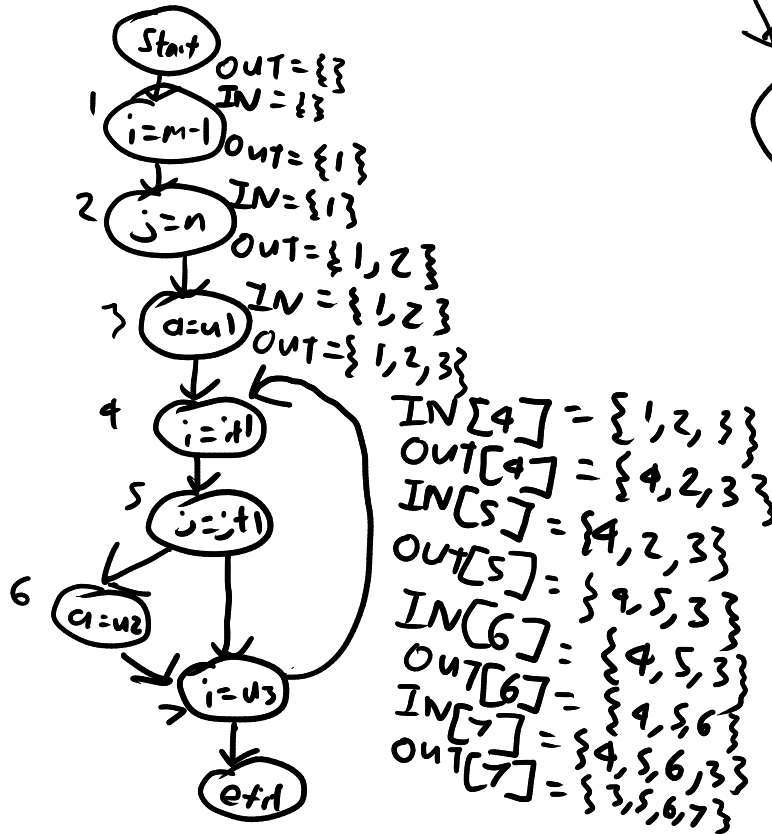 Start
OUT={}
IN={}
1
i=m-1
OUT={1}
IN={1}
2
j=n
OUT={1,2}
IN={1,2}
3
a=u1
OUT={1,2,3}
4
i=i+1
IN[4]={1,2,3}
OUT[4]={4,2,3}
IN[5]={4,2,3}
5
j=j+1
OUT[5]={4,5,3}
6
a=u2
IN[6]={4,5,3}
OUT[6]={4,5,6}
i=u3
IN[7]={4,5,6,3}
OUT[7]={3,5,6,7}
exit